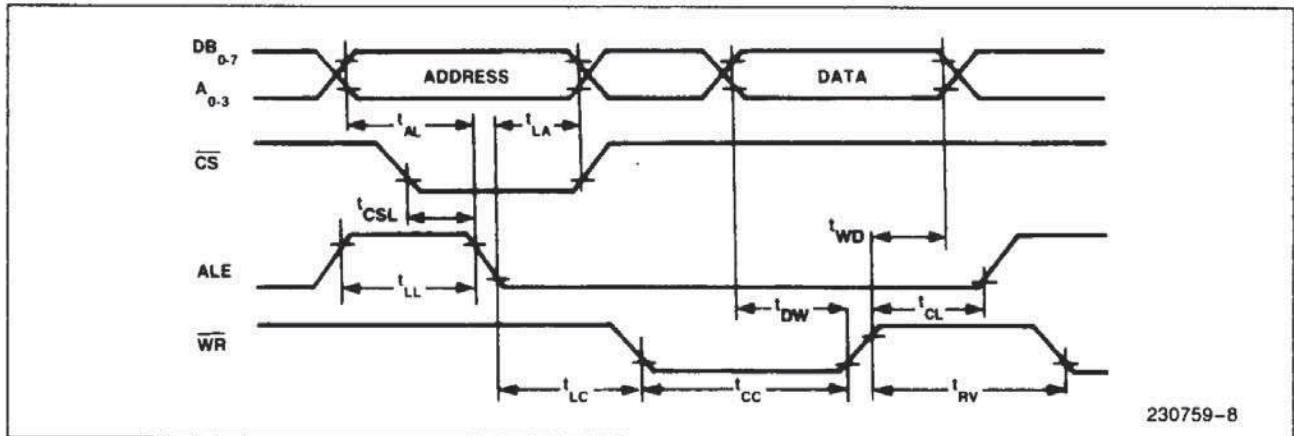 DB0-7
ADDRESS
DATA
A0-3
tAL
tLA
CS
tCSL
tWD
ALE
tLL
tDW
tCL
WR
tLC
tCC
tRV
230759-8